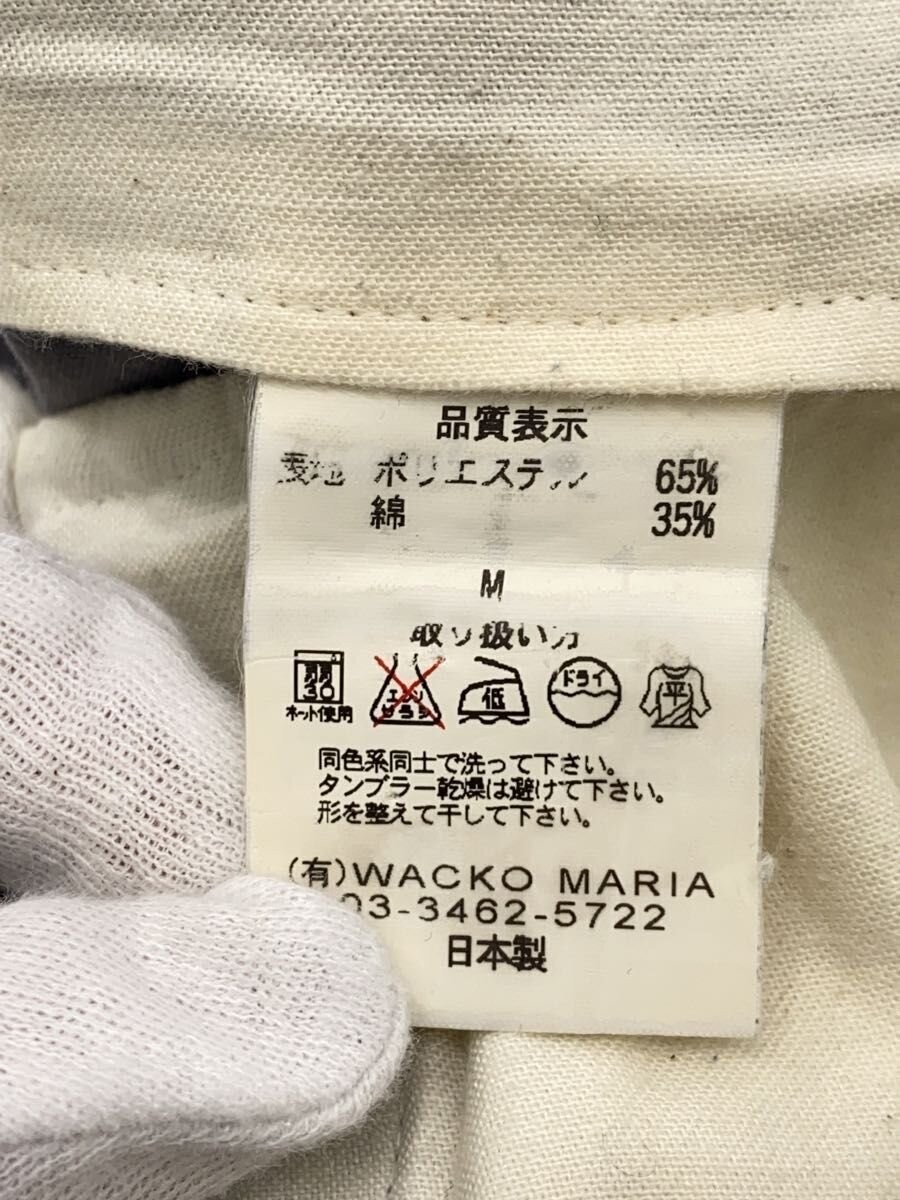 品質表示
表地 ポリエステル 65%
綿 35%
M
取り扱い方
弱 30 エンソ サラシ 低 ドライ 平
ネット使用
同色系同士で洗って下さい。
タンブラー乾燥は避けて下さい。
形を整えて干して下さい。
(有)WACKO MARIA
03-3462-5722
日本製